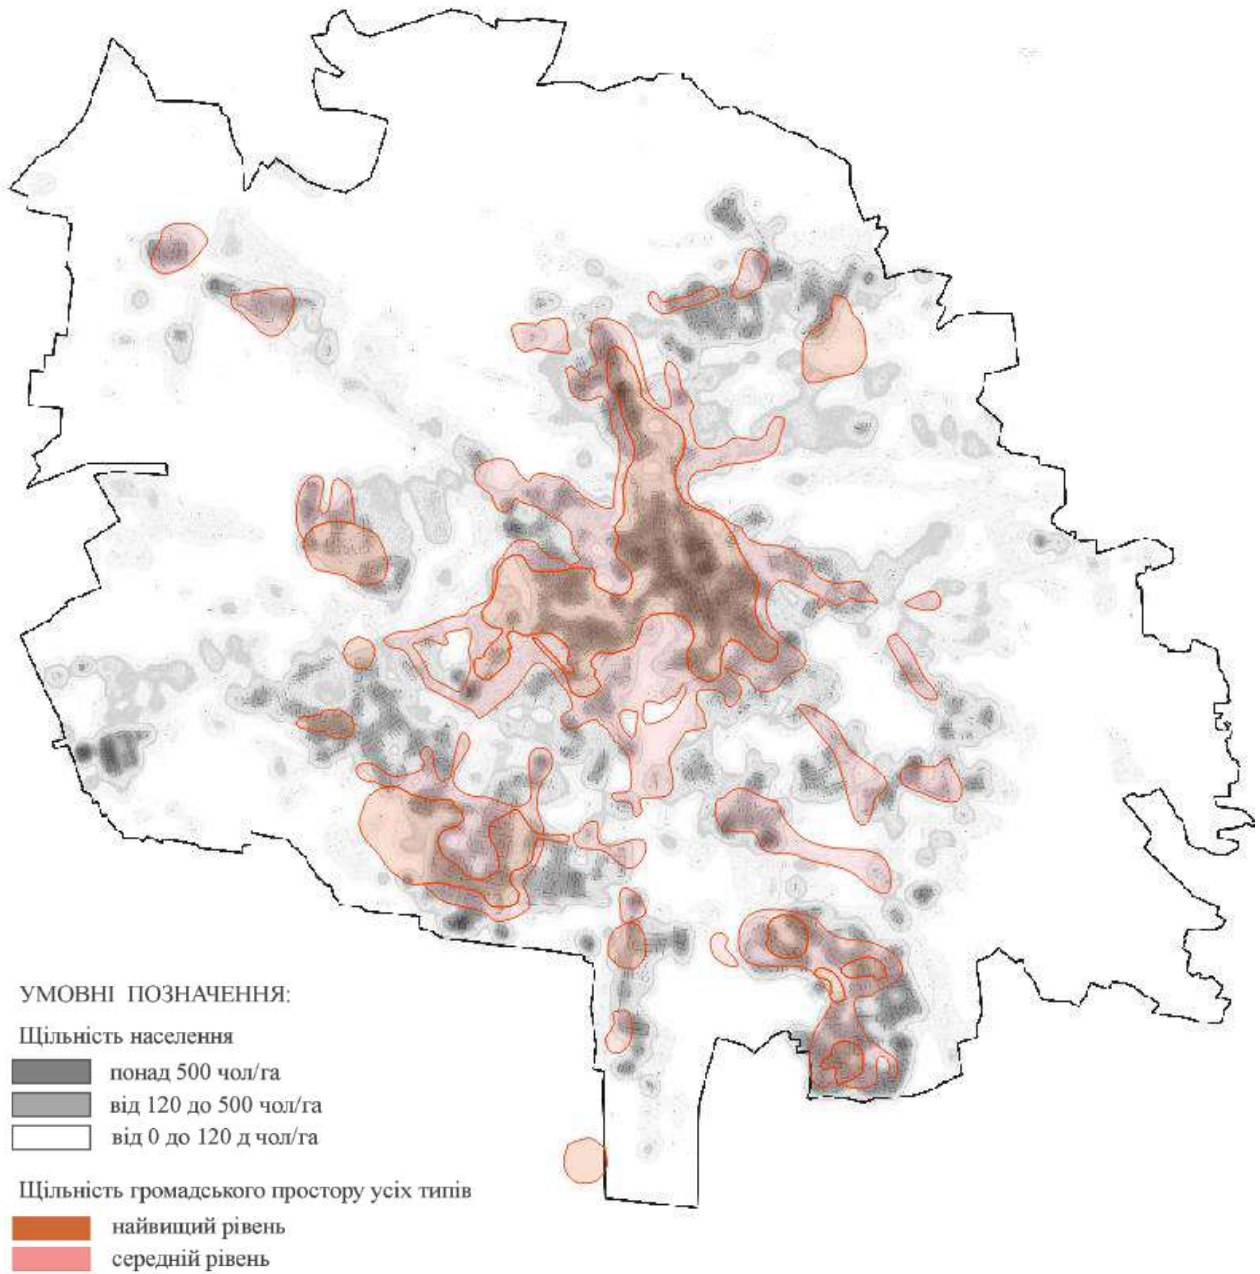 УМОВНІ ПОЗНАЧЕННЯ:
Щільність населення
понад 500 чол/га
від 120 до 500 чол/га
від 0 до 120 д чол/га
Щільність громадського простору усіх типів
найвищий рівень
середній рівень